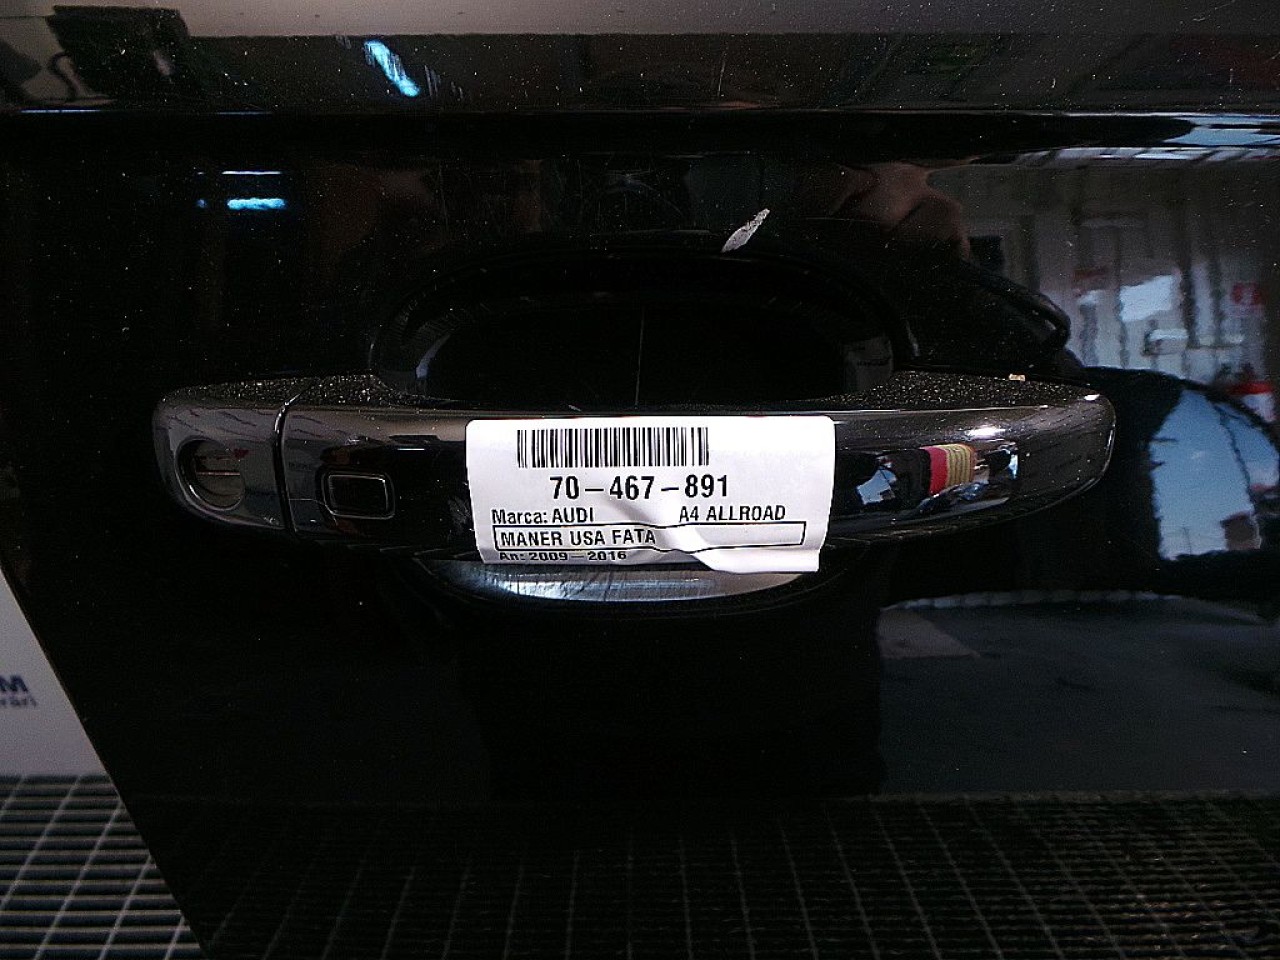 70-467-891
Marca: AUDI A4 ALLROAD
MANER USA FATA
An: 2009-2016
M